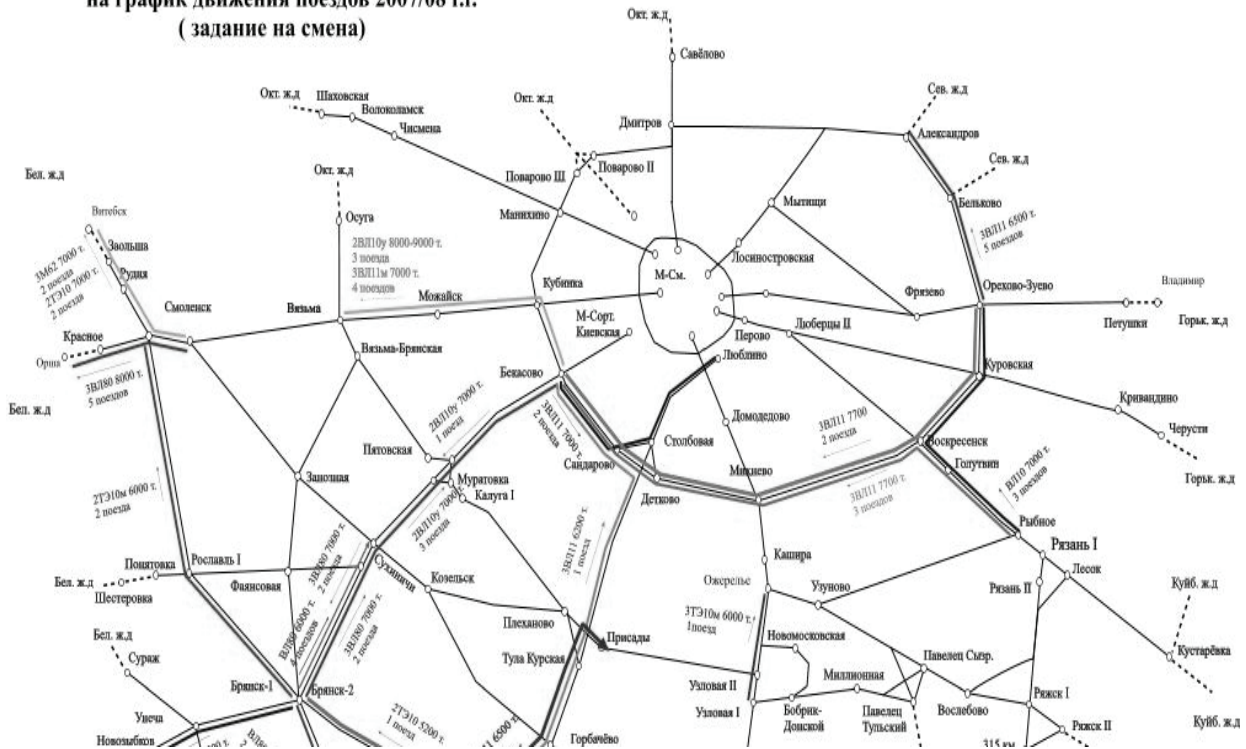 на график движения поездов 2007/08 г.г.
( задание на смена)
Окт. ж.д.
Савёлово
Окт. ж.д
Шаховская
Волоколамск
Чисмена
Окт. ж.д
Дмитров
Сев. ж.д
Александров
Поварово Ш
Поварово II
Сев. ж.д
Бельково
Бел. ж.д
Окт. ж.д
Мытищи
Витебск
Осуга
Манихино
3ВЛ11 6500 т.
5 поездов
Заольша
Рудня
3М62 7000 т.
2 поезда
2ТЭ10 7000 т.
2 поезда
2ВЛ10у 8000-9000 т.
3 поезда
3ВЛ11м 7000 т.
4 поездов
Лосиностровская
М-См.
Смоленск
Вязьма
Можайск
Кубинка
Фрязево
Орехово-Зуево
Владимир
Петушки
Горьк. ж.д
Красное
Орша
М-Сорт.
Киевская
Перово
Люберцы II
Люблино
Вязьма-Брянская
Бекасово
Куровская
3ВЛ80 8000 т.
5 поездов
Бел. ж.д
2ВЛ10у 7000 т.
1 поезд
3ВЛ11 7000 т.
2 поезда
Домодедово
3ВЛ11 7700
2 поезда
Кривандино
Черусти
Пятовская
Столбовая
Воскресенск
Сандарово
Михнево
Голутвин
Горьк. ж.д
Занозная
Муратовка
Калуга I
Детково
3ВЛ11 7700 т.
3 поездов
ВЛ10 7000 т.
3 поездов
2ТЭ10м 6000 т.
2 поезда
2ВЛ10у 7000 т.
3 поезда
Рыбное
Рязань I
3ВЛ80 7000 т.
2 поезда
3ВЛ11 6200 т.
1 поезд
Кашира
Понятовка
Рославль I
Сухиничи
Лесок
Бел. ж.д
Шестеровка
Фаянсовая
Козельск
Ожерелье
Узуново
Рязань II
Куйб. ж.д
ВЛ80 6000 т.
4 поездов
3ВЛ80 7000 т.
2 поезда
3ТЭ10м 6000 т.
1поезд
Плеханово
Бел. ж.д
Сураж
Присады
Новомосковская
Тула Курская
Павелец Сызр.
Кустарёвка
Узловая II
Миллионная
Брянск-1
Брянск-2
Узловая I
Бобрик-
Донской
Павелец
Тульский
Вослебово
Ряжск I
Унеча
2ТЭ10 5200 т.
1 поезд
Ряжск II
Куйб. ж.д
Новозыбков
Горбачёво
315 км